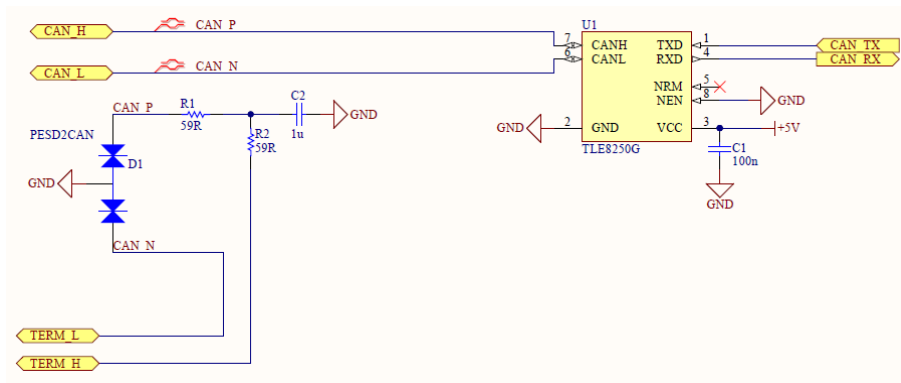 U1
CAN_H
CAN_P
7
CANH
TXD
1
CAN_TX
CAN_L
CAN_N
6
CANL
RXD
4
CAN_RX
NRM
5
NEN
8
GND
GND
2
GND
VCC
3
+5V
TLE8250G
C1
100n
GND
CAN_P
R1
59R
C2
1u
GND
PESD2CAN
R2
59R
D1
GND
CAN_N
TERM_L
TERM_H